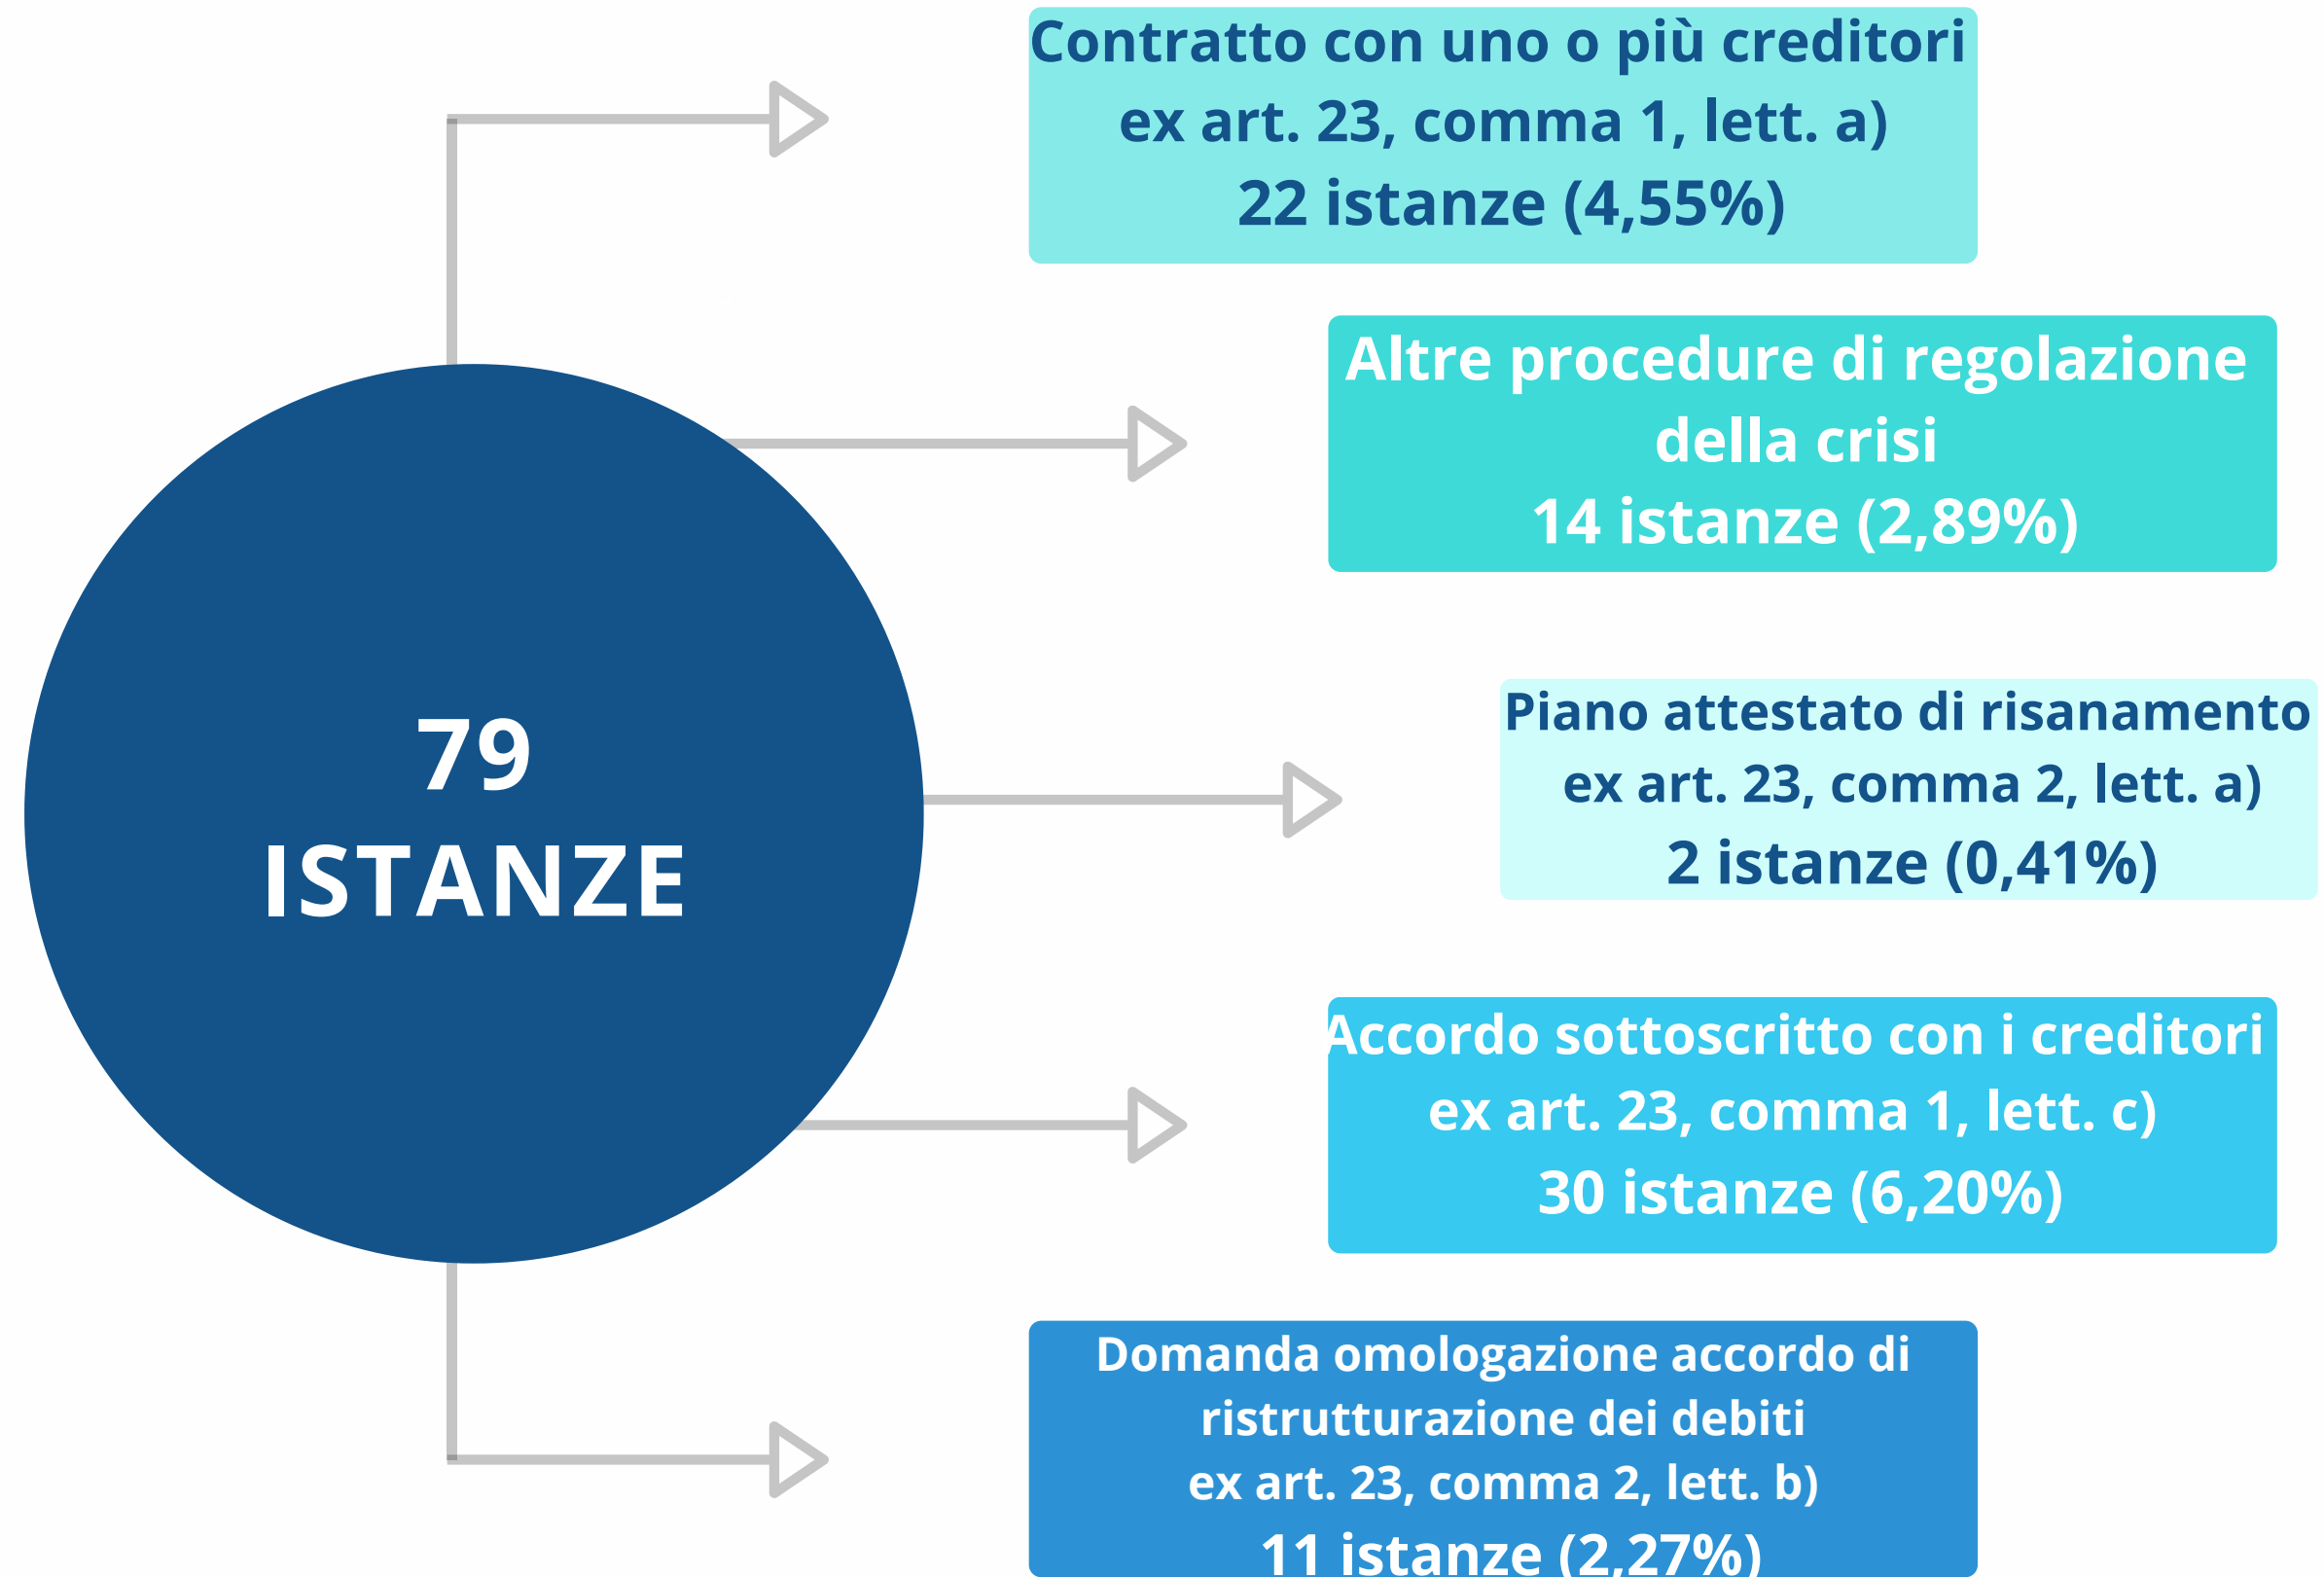 79
ISTANZE
Contratto con uno o più creditori
ex art. 23, comma 1, lett. a)
22 istanze (4,55%)
Altre procedure di regolazione
della crisi
14 istanze (2,89%)
Piano attestato di risanamento
ex art. 23, comma 2, lett. a)
2 istanze (0,41%)
Accordo sottoscritto con i creditori
ex art. 23, comma 1, lett. c)
30 istanze (6,20%)
Domanda omologazione accordo di
ristrutturazione dei debiti
ex art. 23, comma 2, lett. b)
11 istanze (2,27%)